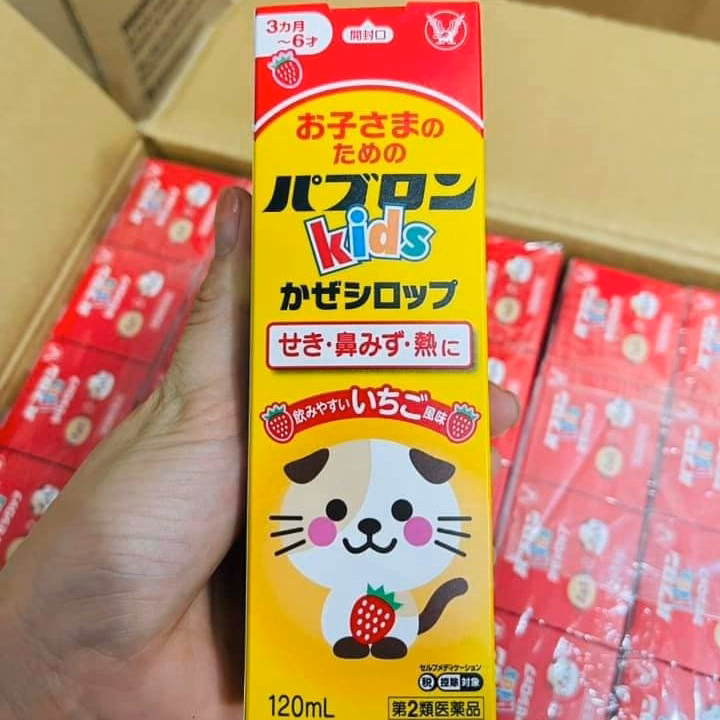 3カ月
～6才
開封口
お子さまの
ための
パブロン
kids
かぜシロップ
せき・鼻みず・熱に
飲みやすいいちご風味
セルフメディケーション
税 控除 対象
120mL
第2類医薬品